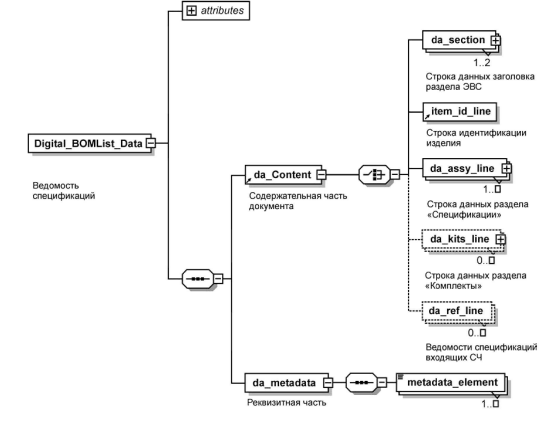 attributes
da_section
1..2
Строка данных заголовка
раздела ЭВС
item_id_line
Строка идентификации
изделия
Digital_BOMList_Data
Ведомость
спецификаций
da_Content
Содержательная часть
документа
da_assy_line
1..□
Строка данных раздела
«Спецификации»
da_kits_line
0..□
Строка данных раздела
«Комплекты»
da_ref_line
0..□
Ведомости спецификаций
входящих СЧ
da_metadata
Реквизитная часть
metadata_element
1..□